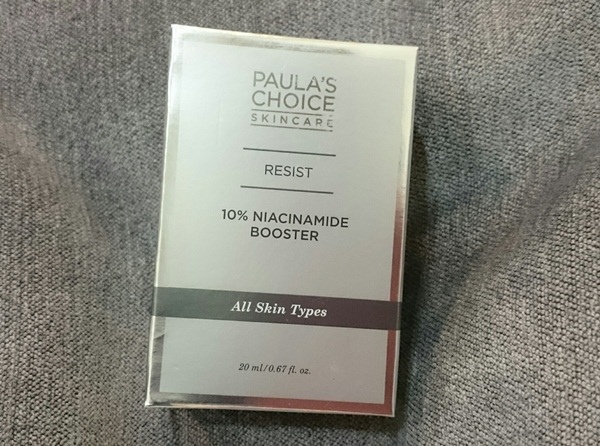 PAULA'S
CHOICE
SKINCARE
RESIST
10% NIACINAMIDE
BOOSTER
All Skin Types
20 ml/0.67 fl. oz.